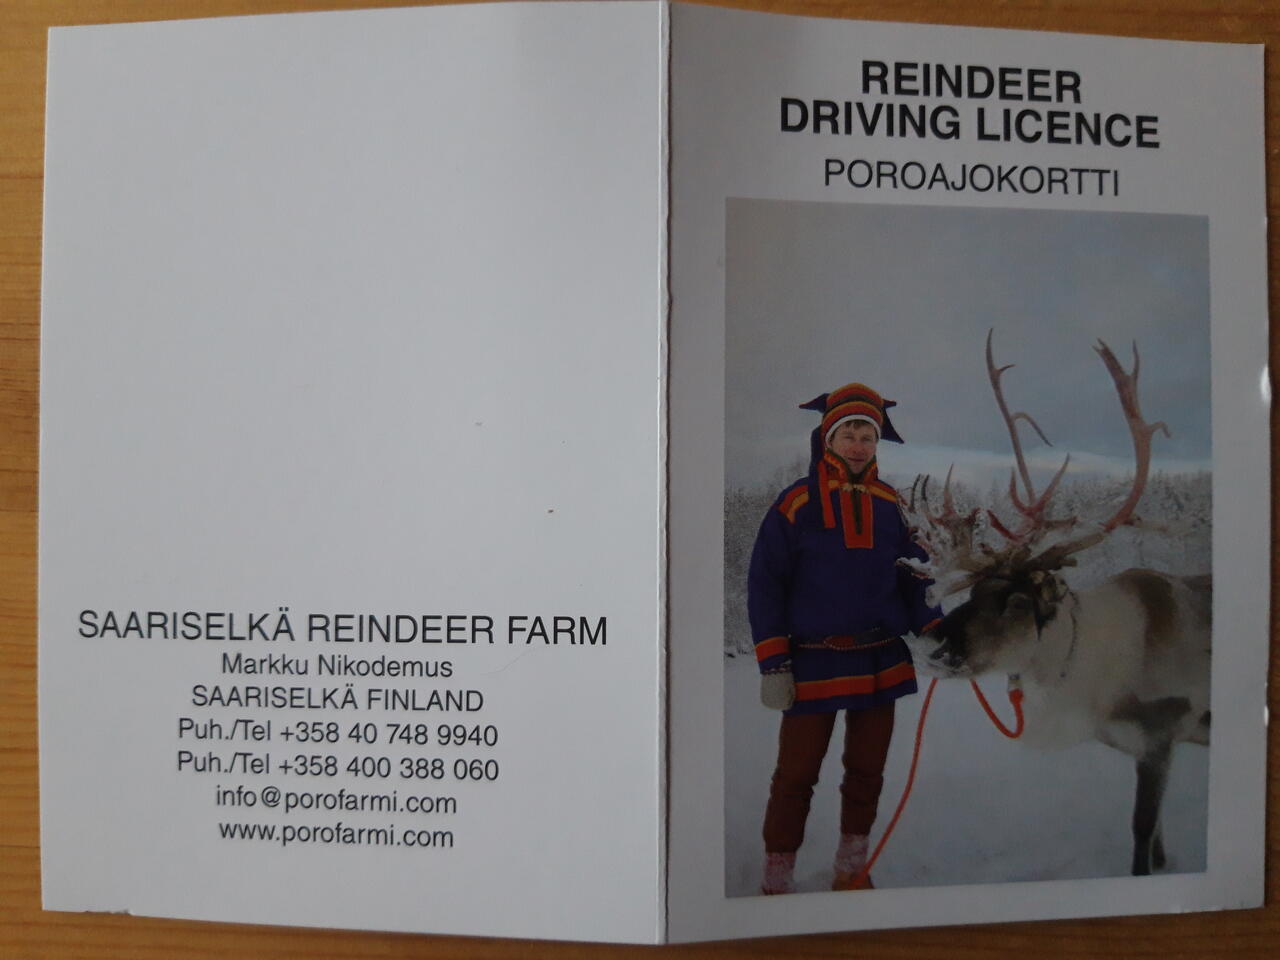 SAARISELKÄ REINDEER FARM
Markku Nikodemus
SAARISELKÄ FINLAND
Puh./Tel +358 40 748 9940
Puh./Tel +358 400 388 060
info@porofarmi.com
www.porofarmi.com
REINDEER
DRIVING LICENCE
POROAJOKORTTI